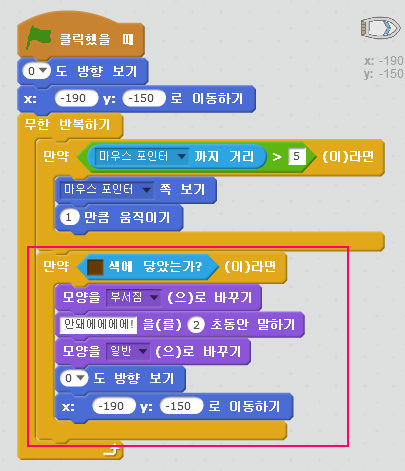 클릭했을 때
0 도 방향 보기
x: -190 y: -150 로 이동하기
무한 반복하기
만약 마우스 포인터 까지 거리 > 5 (이)라면
마우스 포인터 쪽 보기
1 만큼 움직이기
만약 색에 닿았는가? (이)라면
모양을 부서짐 (으)로 바꾸기
안돼에에에에! 을(를) 2 초동안 말하기
모양을 일반 (으)로 바꾸기
0 도 방향 보기
x: -190 y: -150 로 이동하기
x: -190
y: -150